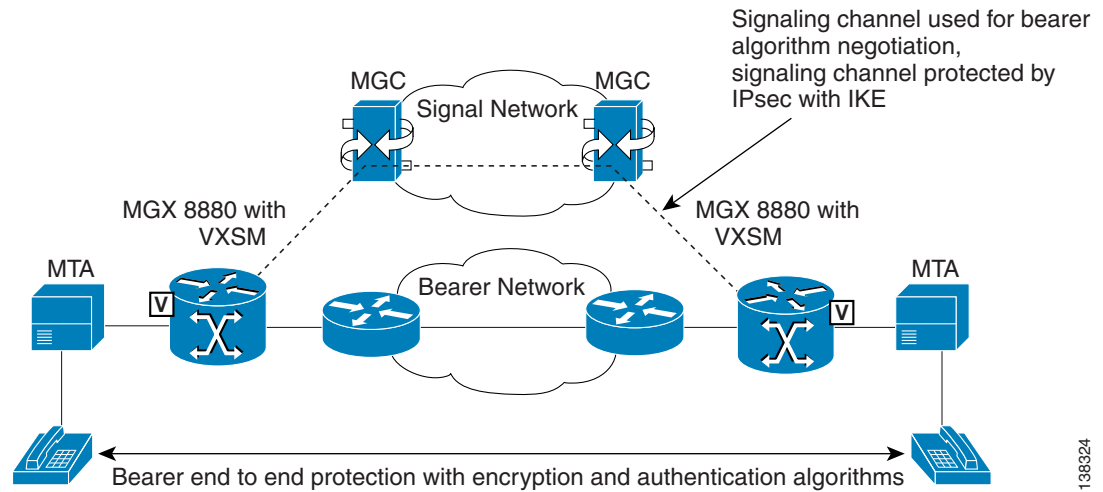 Signaling channel used for bearer
algorithm negotiation,
signaling channel protected by
IPsec with IKE
MGC
MGC
Signal Network
MGX 8880 with
VXSM
MGX 8880 with
VXSM
MTA
MTA
Bearer Network
V
V
Bearer end to end protection with encryption and authentication algorithms
138324